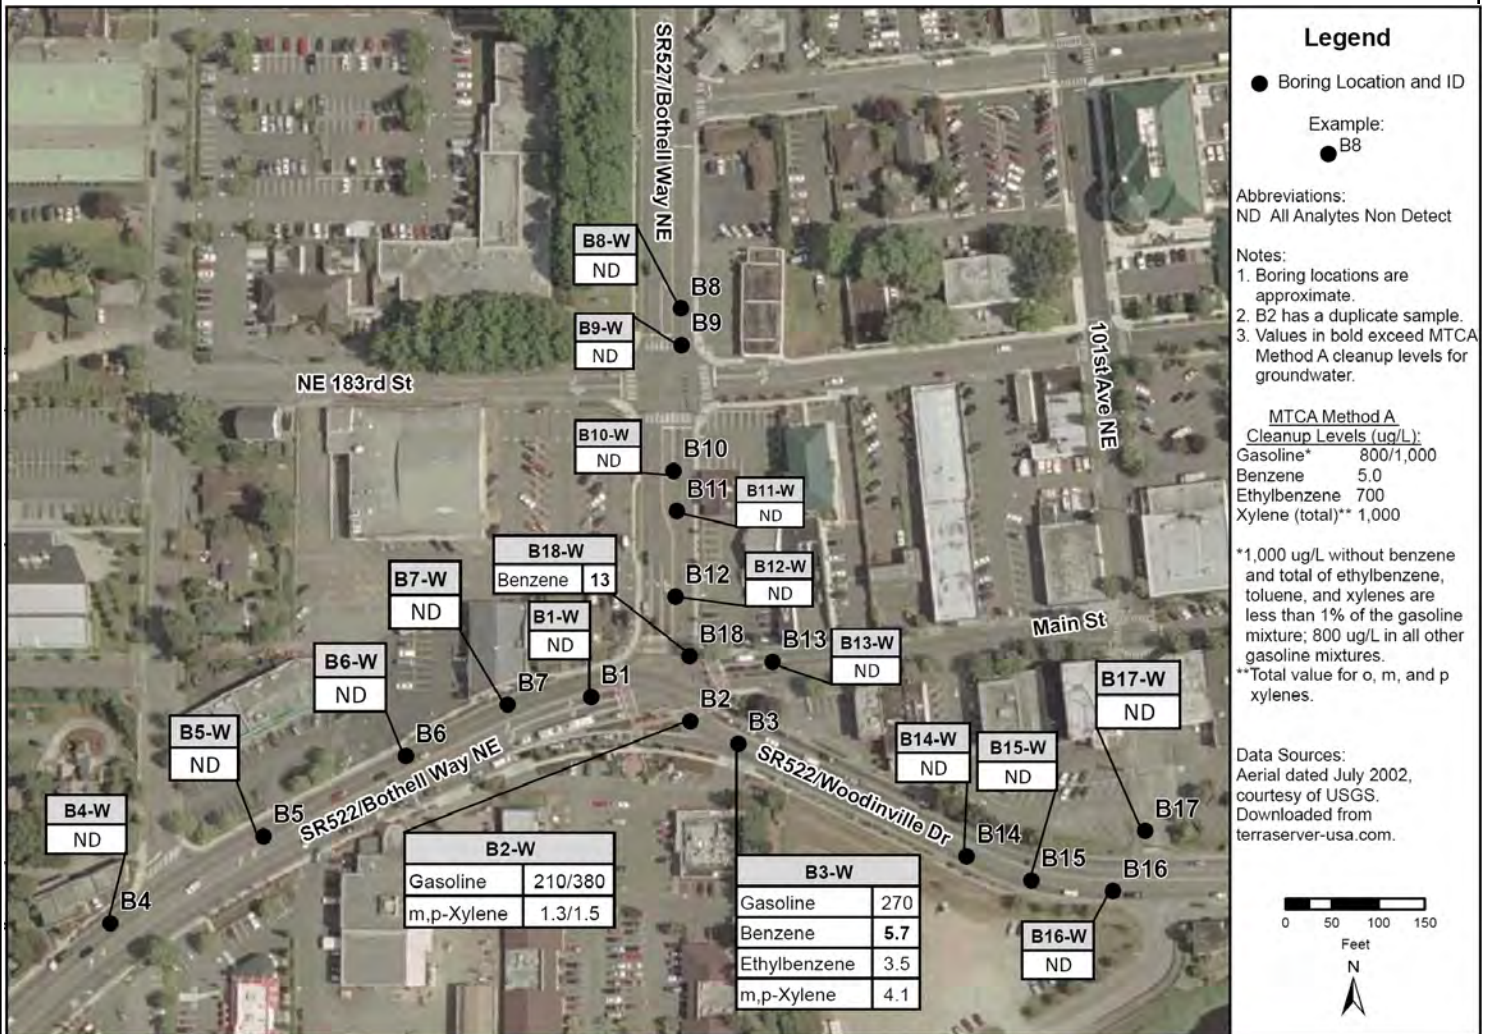 SR527/Bothell Way NE
B8-W
ND
B8
B9
B9-W
ND
NE 183rd St
101st Ave NE
B10-W
ND
B10
B11
B11-W
ND
B18-W
Benzene 13
B12
B12-W
ND
B7-W
ND
B1-W
ND
B18
B13
B13-W
ND
Main St
B6-W
ND
B7
B1
B2
B3
B17-W
ND
B5-W
ND
B6
SR522/Bothell Way NE
SR522/Woodinville Dr
B14-W
ND
B15-W
ND
B4-W
ND
B5
B14
B15
B17
B16
B4
B2-W
Gasoline 210/380
m,p-Xylene 1.3/1.5
B3-W
Gasoline 270
Benzene 5.7
Ethylbenzene 3.5
m,p-Xylene 4.1
B16-W
ND
Legend
Boring Location and ID
Example:
B8
Abbreviations:
ND All Analytes Non Detect
Notes:
1. Boring locations are
approximate.
2. B2 has a duplicate sample.
3. Values in bold exceed MTCA
Method A cleanup levels for
groundwater.
MTCA Method A
Cleanup Levels (ug/L):
Gasoline* 800/1,000
Benzene 5.0
Ethylbenzene 700
Xylene (total)** 1,000
*1,000 ug/L without benzene
and total of ethylbenzene,
toluene, and xylenes are
less than 1% of the gasoline
mixture; 800 ug/L in all other
gasoline mixtures.
**Total value for o, m, and p
xylenes.
Data Sources:
Aerial dated July 2002,
courtesy of USGS.
Downloaded from
terraserver-usa.com.
0 50 100 150
Feet
N